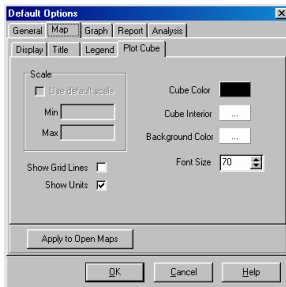 Default Options
General Map Graph Report Analysis
Display Title Legend Plot Cube
Scale
Use default scale
Min
Max
Show Grid Lines
Show Units
Cube Color
Cube Interior ...
Background Color ...
Font Size 70
Apply to Open Maps
OK Cancel Help